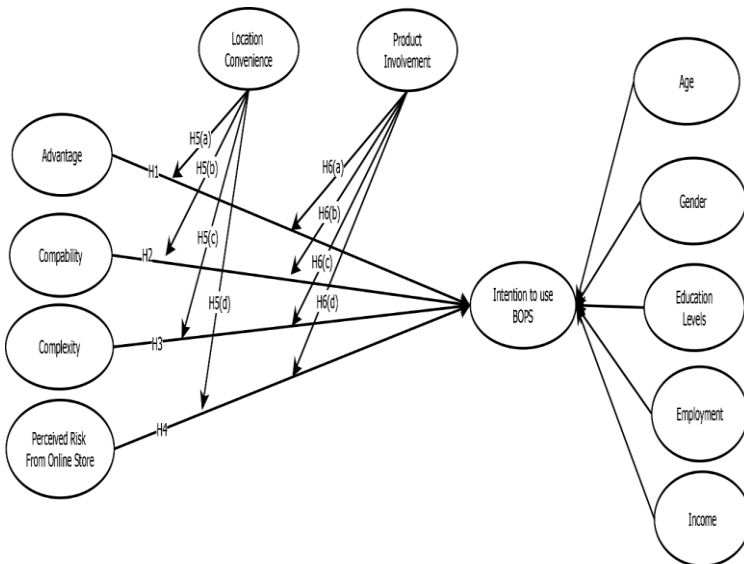 Location
Convenience
Product
Involvement
Age
Advantage
H1
H5(a)
H5(b)
H6(a)
H6(b)
Gender
Compability
H2
H5(c)
H6(c)
Intention to use
BOPS
Education
Levels
Complexity
H3
H5(d)
H6(d)
Employment
Perceived Risk
From Online Store
H4
Income